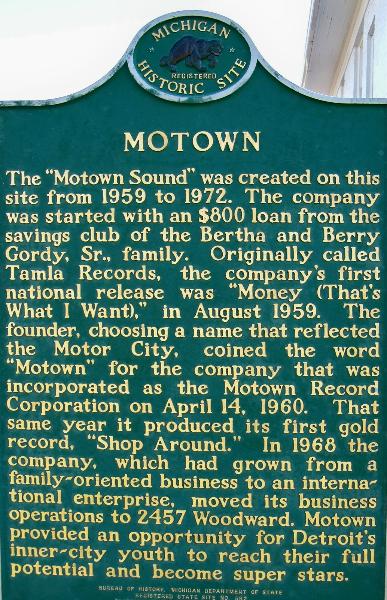 MICHIGAN
REGISTERED
HISTORIC SITE
MOTOWN
The "Motown Sound" was created on this
site from 1959 to 1972. The company
was started with an $800 loan from the
savings club of the Bertha and Berry
Gordy, Sr., family. Originally called
Tamla Records, the company's first
national release was "Money (That's
What I Want)," in August 1959. The
founder, choosing a name that reflected
the Motor City, coined the word
"Motown" for the company that was
incorporated as the Motown Record
Corporation on April 14, 1960. That
same year it produced its first gold
record, "Shop Around." In 1968 the
company, which had grown from a
family-oriented business to an interna-
tional enterprise, moved its business
operations to 2457 Woodward. Motown
provided an opportunity for Detroit's
inner-city youth to reach their full
potential and become super stars.
BUREAU OF HISTORY, MICHIGAN DEPARTMENT OF STATE
REGISTERED STATE SITE NO.